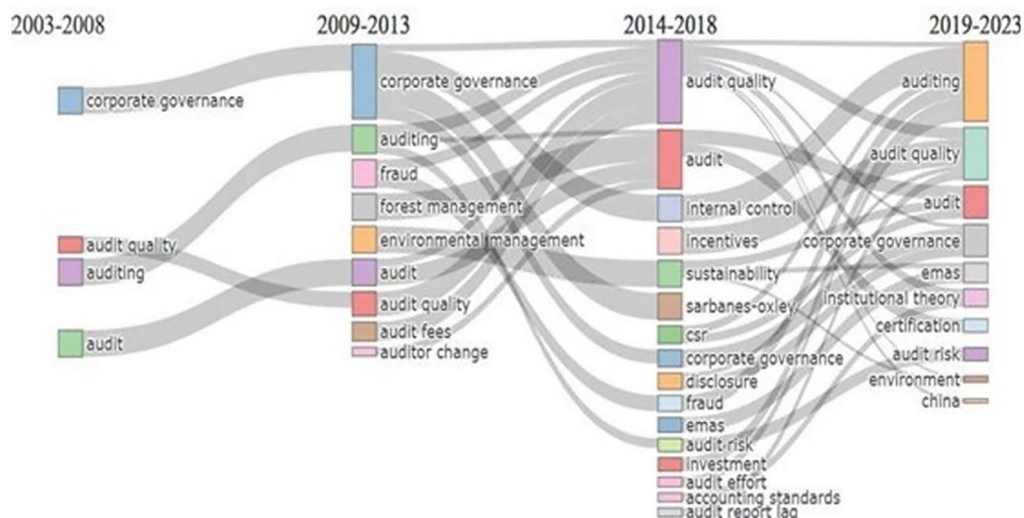 2003-2008
corporate governance
audit quality
auditing
audit
2009-2013
corporate governance
auditing
fraud
forest management
environmental management
audit
audit quality
audit fees
auditor change
2014-2018
audit quality
audit
internal control
incentives
sustainability
sarbanes-oxley
csr
corporate governance
disclosure
fraud
emas
audit risk
investment
audit effort
accounting standards
audit report lag
2019-2023
auditing
audit quality
audit
corporate governance
emas
institutional theory
certification
audit risk
environment
china